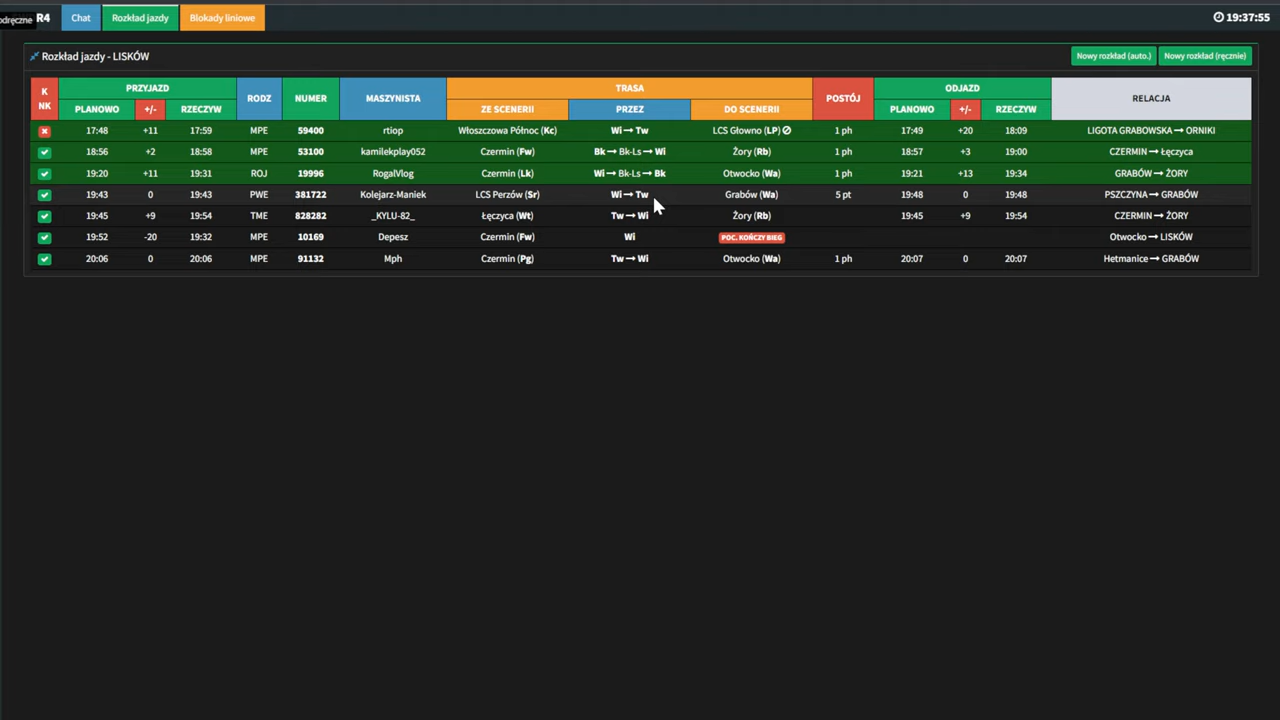 odręczne R4 Chat Rozkład jazdy Blokady liniowe 19:37:55
Rozkład jazdy - LISKÓW Nowy rozkład (auto.) Nowy rozkład (ręcznie)
K NK PRZYJAZD RODZ NUMER MASZYNISTA TRASA POSTÓJ ODJAZD RELACJA
PLANOWO +/- RZECZYW ZE SCENERII PRZEZ DO SCENERII PLANOWO +/- RZECZYW
17:48 +11 17:59 MPE 59400 rtiop Włoszczowa Północ (Kc) Wi → Tw LCS Głowno (LP) 1 ph 17:49 +20 18:09 LIGOTA GRABOWSKA → ORNIKI
18:56 +2 18:58 MPE 53100 kamilekplay052 Czermin (Fw) Bk → Bk-Ls → Wi Żory (Rb) 1 ph 18:57 +3 19:00 CZERMIN → Łęczyca
19:20 +11 19:31 ROJ 19996 RogalVlog Czermin (Lk) Wi → Bk-Ls → Bk Otwocko (Wa) 1 ph 19:21 +13 19:34 GRABÓW → ŻORY
19:43 0 19:43 PWE 381722 Kolejarz-Maniek LCS Perzów (Sr) Wi → Tw Grabów (Wa) 5 pt 19:48 0 19:48 PSZCZYNA → GRABÓW
19:45 +9 19:54 TME 828282 _KYLU-82_ Łęczyca (Wt) Tw → Wi Żory (Rb) 19:45 +9 19:54 CZERMIN → ŻORY
19:52 -20 19:32 MPE 10169 Depesz Czermin (Fw) Wi POC. KOŃCZY BIEG Otwocko → LISKÓW
20:06 0 20:06 MPE 91132 Mph Czermin (Pg) Tw → Wi Otwocko (Wa) 1 ph 20:07 0 20:07 Hetmanice → GRABÓW